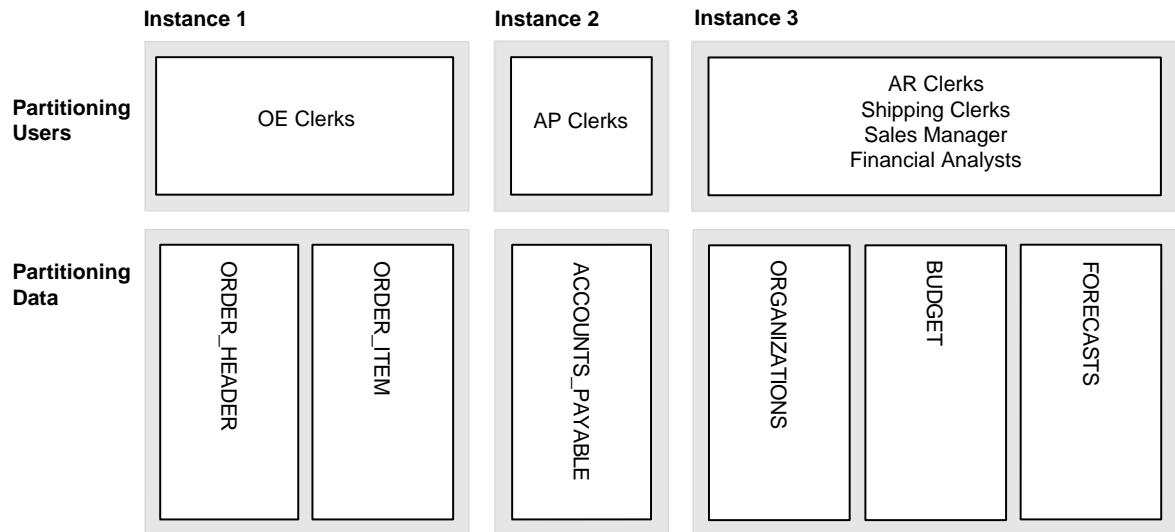 Instance 1
Instance 2
Instance 3
Partitioning
Users
OE Clerks
AP Clerks
AR Clerks
Shipping Clerks
Sales Manager
Financial Analysts
Partitioning
Data
ORDER_HEADER
ORDER_ITEM
ACCOUNTS_PAYABLE
ORGANIZATIONS
BUDGET
FORECASTS